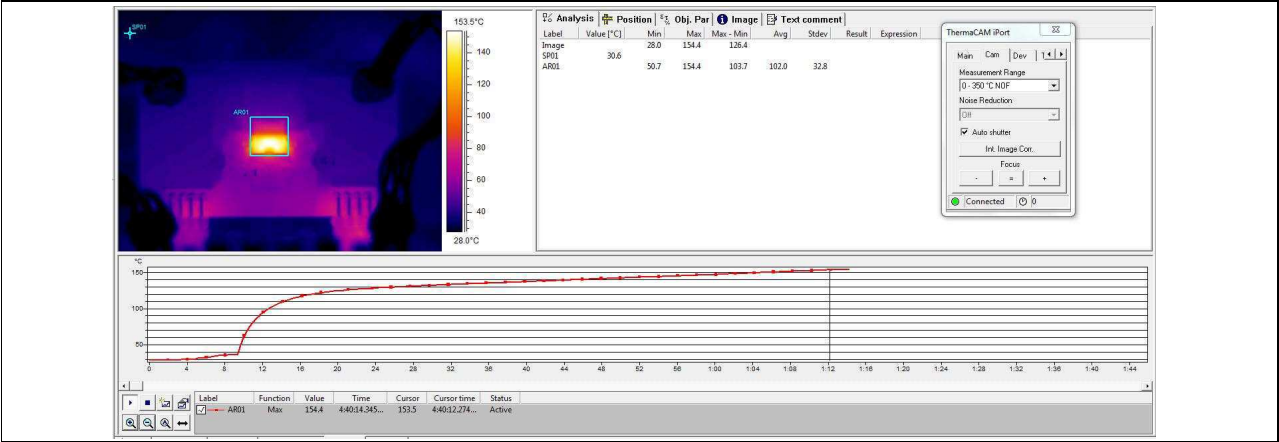 SP01
AR01
153.5°C
140
120
100
80
60
40
28.0°C
Analysis Position Obj. Par Image Text comment
Label Value [°C] Min Max Max - Min Avg Stdev Result Expression
Image 28.0 154.4 126.4
SP01 30.6
AR01 50.7 154.4 103.7 102.0 32.8
ThermaCAM iPort
Main Cam Dev
Measurement Range
0 - 350 °C NOF
Noise Reduction
Off
Auto shutter
Int. Image Corr.
Focus
- = +
Connected 0
°C
150
100
50
0 4 8 12 16 20 24 28 32 36 40 44 48 52 56 1:00 1:04 1:08 1:12 1:16 1:20 1:24 1:28 1:32 1:36 1:40 1:44
Label Function Value Time Cursor Cursor time Status
AR01 Max 154.4 4:40:14.345... 153.5 4:40:12.274... Active